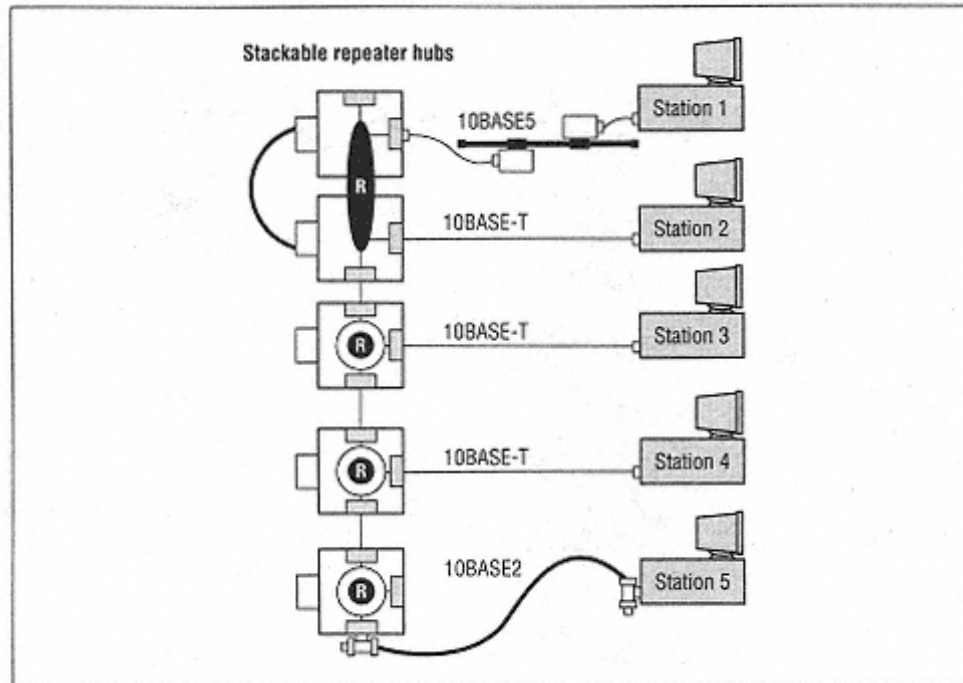 Stackable repeater hubs
10BASE5
Station 1
R
10BASE-T
Station 2
10BASE-T
R
Station 3
10BASE-T
R
Station 4
10BASE2
R
Station 5